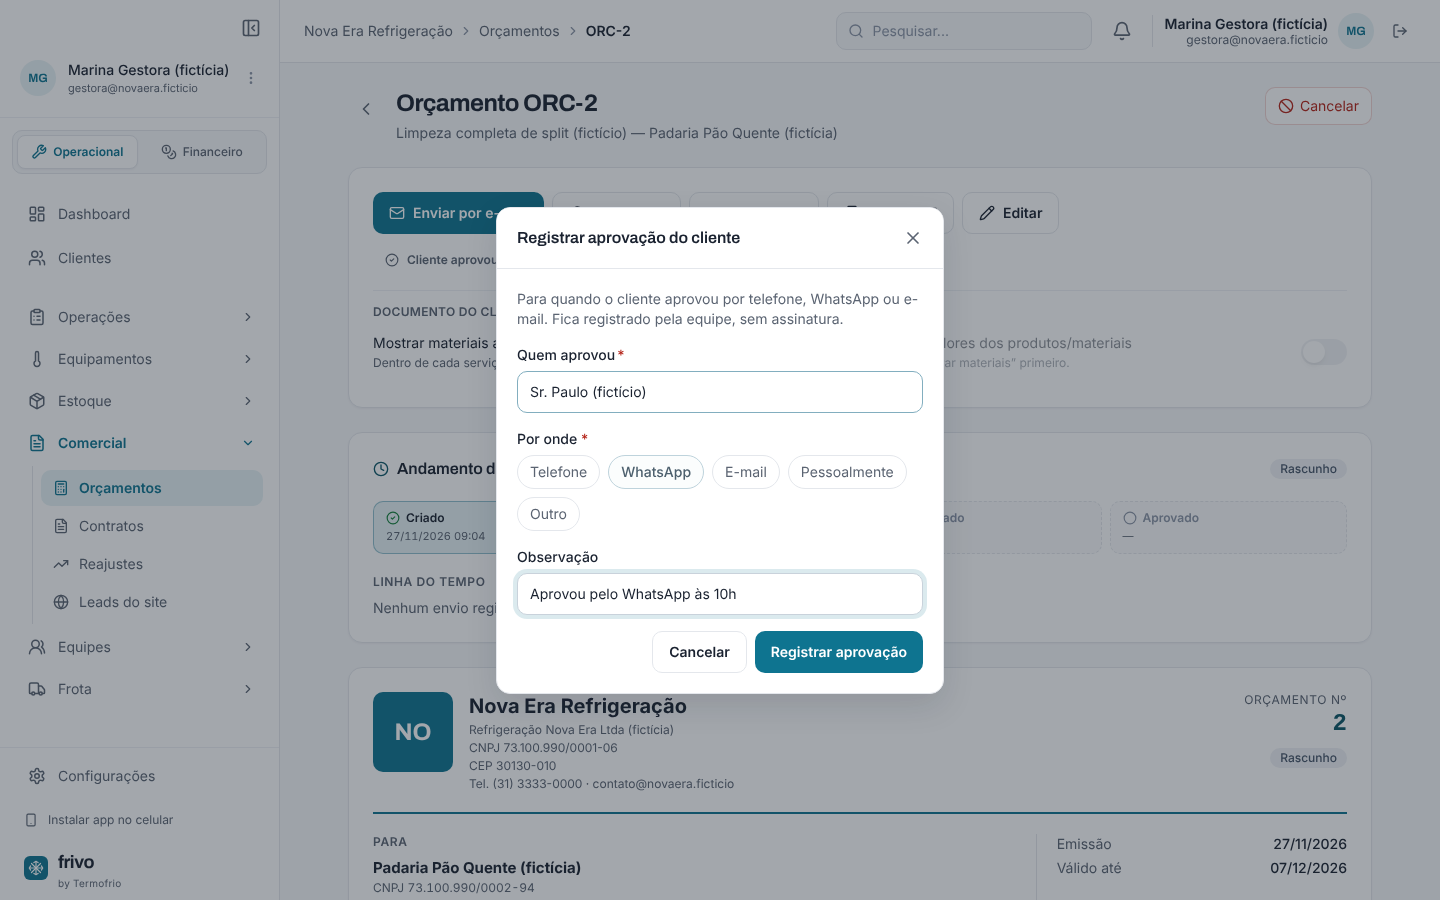 Nova Era Refrigeração
Orçamentos
ORC-2
Pesquisar...
Marina Gestora (fictícia)
gestora@novaera.ficticio
MG
MG
Marina Gestora (fictícia)
gestora@novaera.ficticio
Operacional
Financeiro
Dashboard
Clientes
Operações
Equipamentos
Estoque
Comercial
Orçamentos
Contratos
Reajustes
Leads do site
Equipes
Frota
Configurações
Instalar app no celular
frivo
by Termofrio
Orçamento ORC-2
Limpeza completa de split (fictício) — Padaria Pão Quente (fictícia)
Cancelar
Enviar por e-
Editar
Cliente aprovou
DOCUMENTO DO CL
Mostrar materiais
Dentro de cada serviç
lores dos produtos/materiais
ar materiais" primeiro.
Andamento d
Rascunho
Criado
27/11/2026 09:04
ado
Aprovado
—
LINHA DO TEMPO
Nenhum envio regi
Registrar aprovação do cliente
Para quando o cliente aprovou por telefone, WhatsApp ou e-
mail. Fica registrado pela equipe, sem assinatura.
Quem aprovou *
Sr. Paulo (fictício)
Por onde *
Telefone
WhatsApp
E-mail
Pessoalmente
Outro
Observação
Aprovou pelo WhatsApp às 10h
Cancelar
Registrar aprovação
NO
Nova Era Refrigeração
Refrigeração Nova Era Ltda (fictícia)
CNPJ 73.100.990/0001-06
CEP 30130-010
Tel. (31) 3333-0000 · contato@novaera.ficticio
ORÇAMENTO Nº
2
Rascunho
PARA
Padaria Pão Quente (fictícia)
CNPJ 73.100.990/0002-94
Emissão 27/11/2026
Válido até 07/12/2026